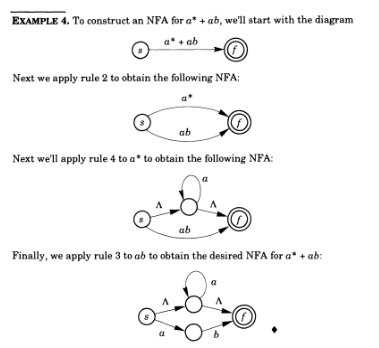 EXAMPLE 4. To construct an NFA for a* + ab, we'll start with the diagram
a* + ab
s f
Next we apply rule 2 to obtain the following NFA:
a*
s f
ab
Next we'll apply rule 4 to a* to obtain the following NFA:
a
Λ Λ
s f
ab
Finally, we apply rule 3 to ab to obtain the desired NFA for a* + ab:
a
Λ Λ
s f
a b